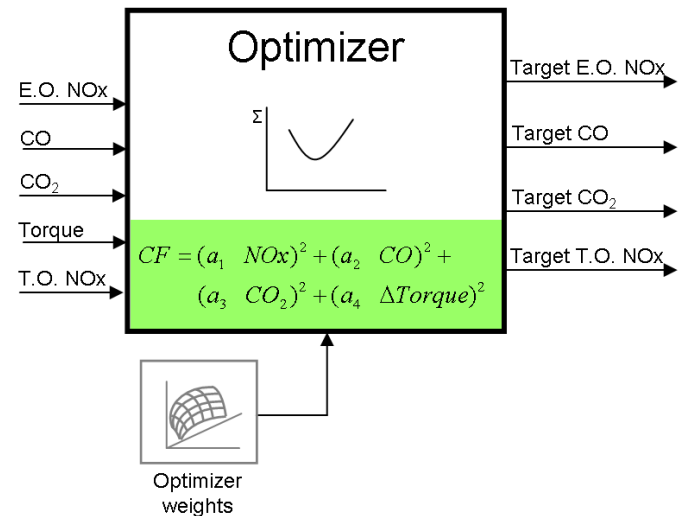 Optimizer
Σ
E.O. NOx
CO
CO₂
Torque
T.O. NOx
Target E.O. NOx
Target CO
Target CO₂
Target T.O. NOx
CF = (a₁ NOx)² + (a₂ CO)² +
(a₃ CO₂)² + (a₄ ΔTorque)²
Optimizer
weights